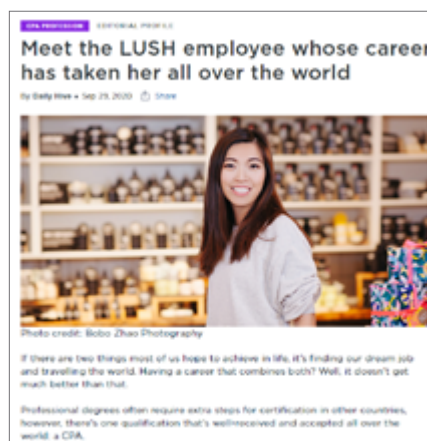 CPA PROFESSION EDITORIAL PROFILE
Meet the LUSH employee whose career
has taken her all over the world
by Daily Hive • Sep 29, 2020 Share
Photo credit: Bobo Zhao Photography
If there are two things most of us hope to achieve in life, it's finding our dream job
and travelling the world. Having a career that combines both? Well, it doesn't get
much better than that.
Professional degrees often require extra steps for certification in other countries,
however, there's one qualification that's well-received and accepted all over the
world: a CPA.